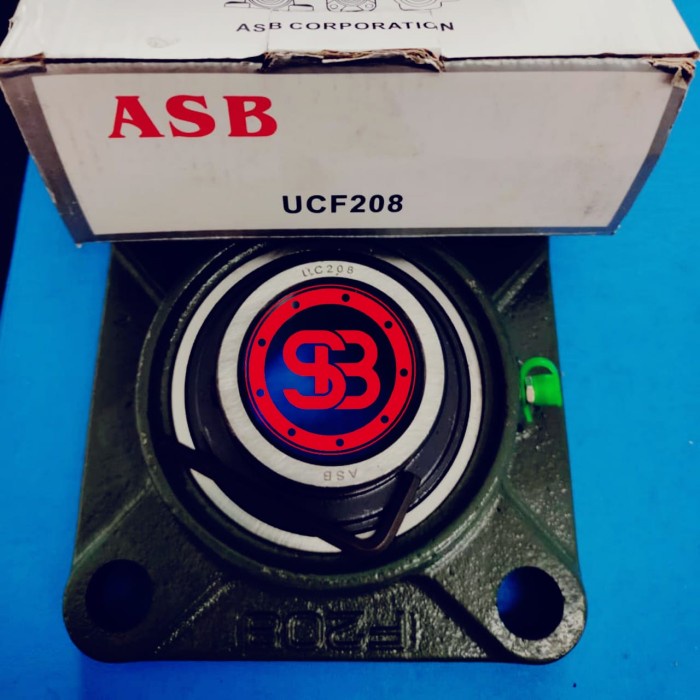 ASB CORPORATION
ASB
UCF208
UC208
SB
ASB
F208